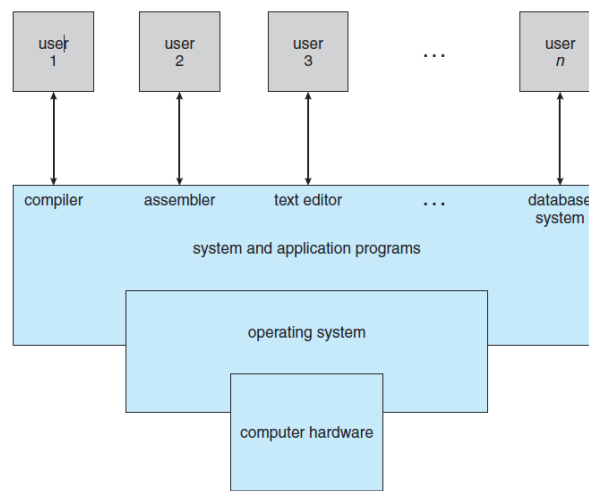 user
1
user
2
user
3
...
user
n
compiler
assembler
text editor
...
database
system
system and application programs
operating system
computer hardware